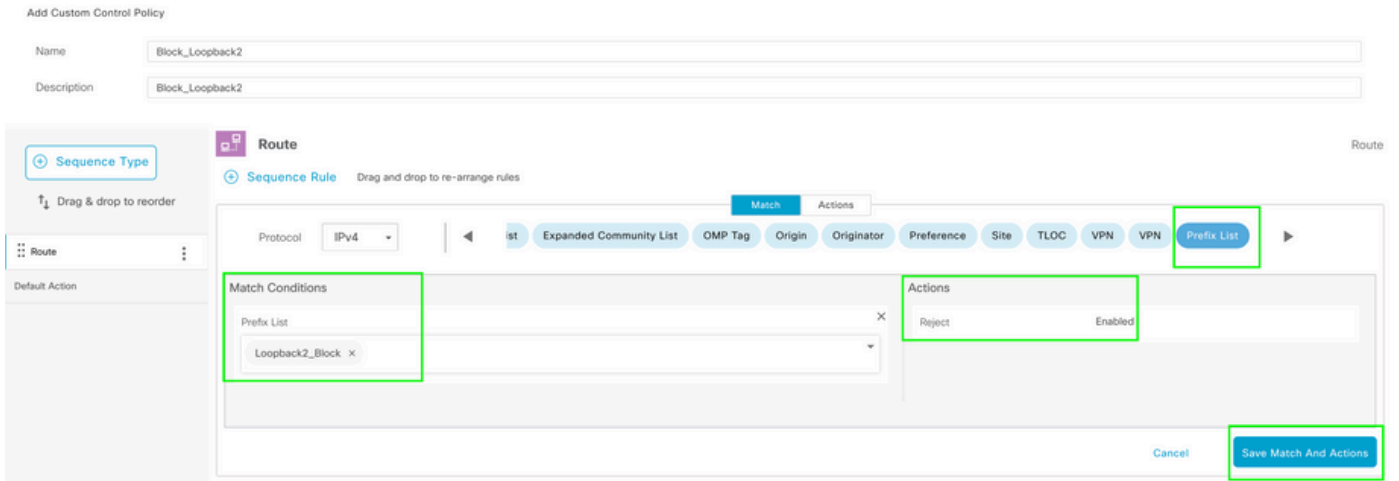 Add Custom Control Policy
Name
Block_Loopback2
Description
Block_Loopback2
Sequence Type
Drag & drop to reorder
Route
Default Action
Route
Route
Sequence Rule Drag and drop to re-arrange rules
Match Actions
Protocol IPv4 ist Expanded Community List OMP Tag Origin Originator Preference Site TLOC VPN VPN Prefix List
Match Conditions
Prefix List
Loopback2_Block ×
Actions
Reject Enabled
Cancel Save Match And Actions